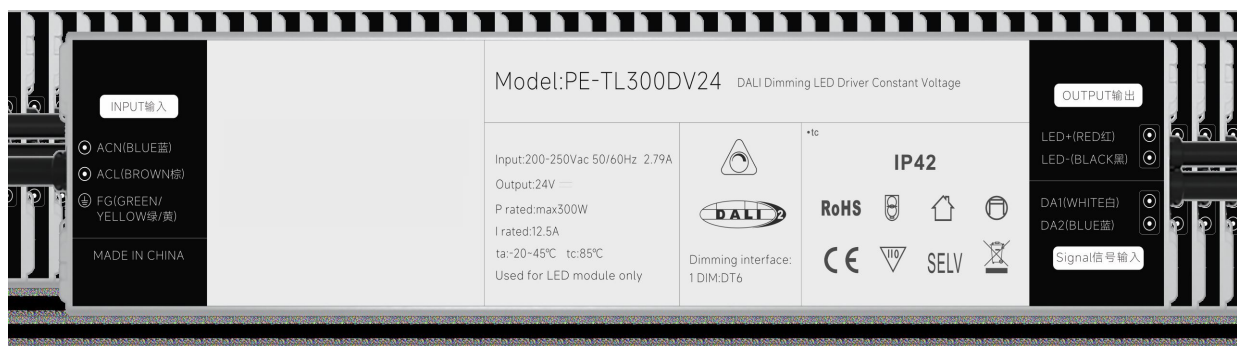 INPUT输入
ACN(BLUE蓝)
ACL(BROWN棕)
FG(GREEN/
YELLOW绿/黄)
MADE IN CHINA
Model:PE-TL300DV24 DALI Dimming LED Driver Constant Voltage
Input:200-250Vac 50/60Hz 2.79A
Output:24V ⎓
P rated:max300W
I rated:12.5A
ta:-20~45℃ tc:85℃
Used for LED module only
DALI 2
Dimming interface:
1 DIM:DT6
•tc
IP42
RoHS
CE 110 SELV
OUTPUT输出
LED+(RED红)
LED-(BLACK黑)
DA1(WHITE白)
DA2(BLUE蓝)
Signal信号输入